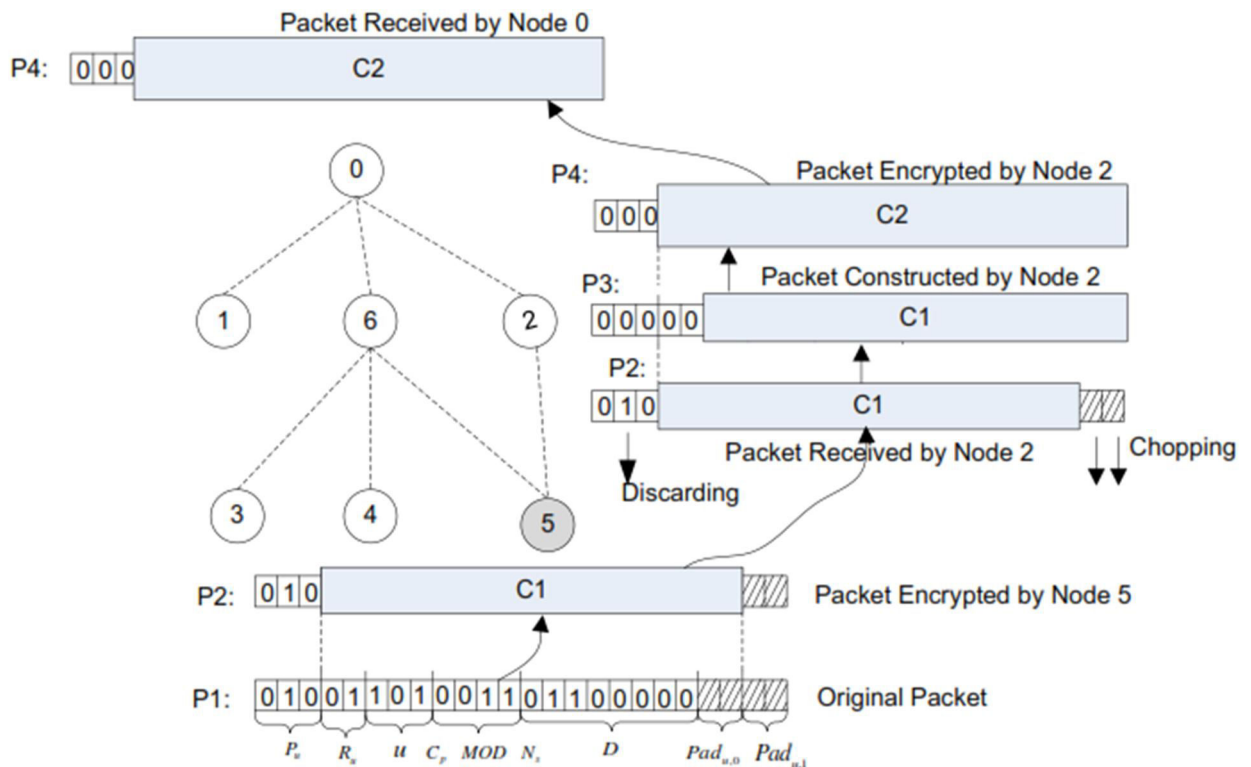 Packet Received by Node 0
P4: 0 0 0 C2
0
Packet Encrypted by Node 2
P4:
0 0 0 C2
Packet Constructed by Node 2
P3:
1 6 2
0 0 0 0 0 C1
P2:
0 1 0 C1
Packet Received by Node 2 Chopping
Discarding
3 4 5
P2: 0 1 0 C1 Packet Encrypted by Node 5
P1: 0 1 0 0 1 1 0 1 0 0 1 1 0 1 1 0 0 0 0 0 Original Packet
P_u R_u u C_p MOD N_s D Pad_u,0 Pad_u,1